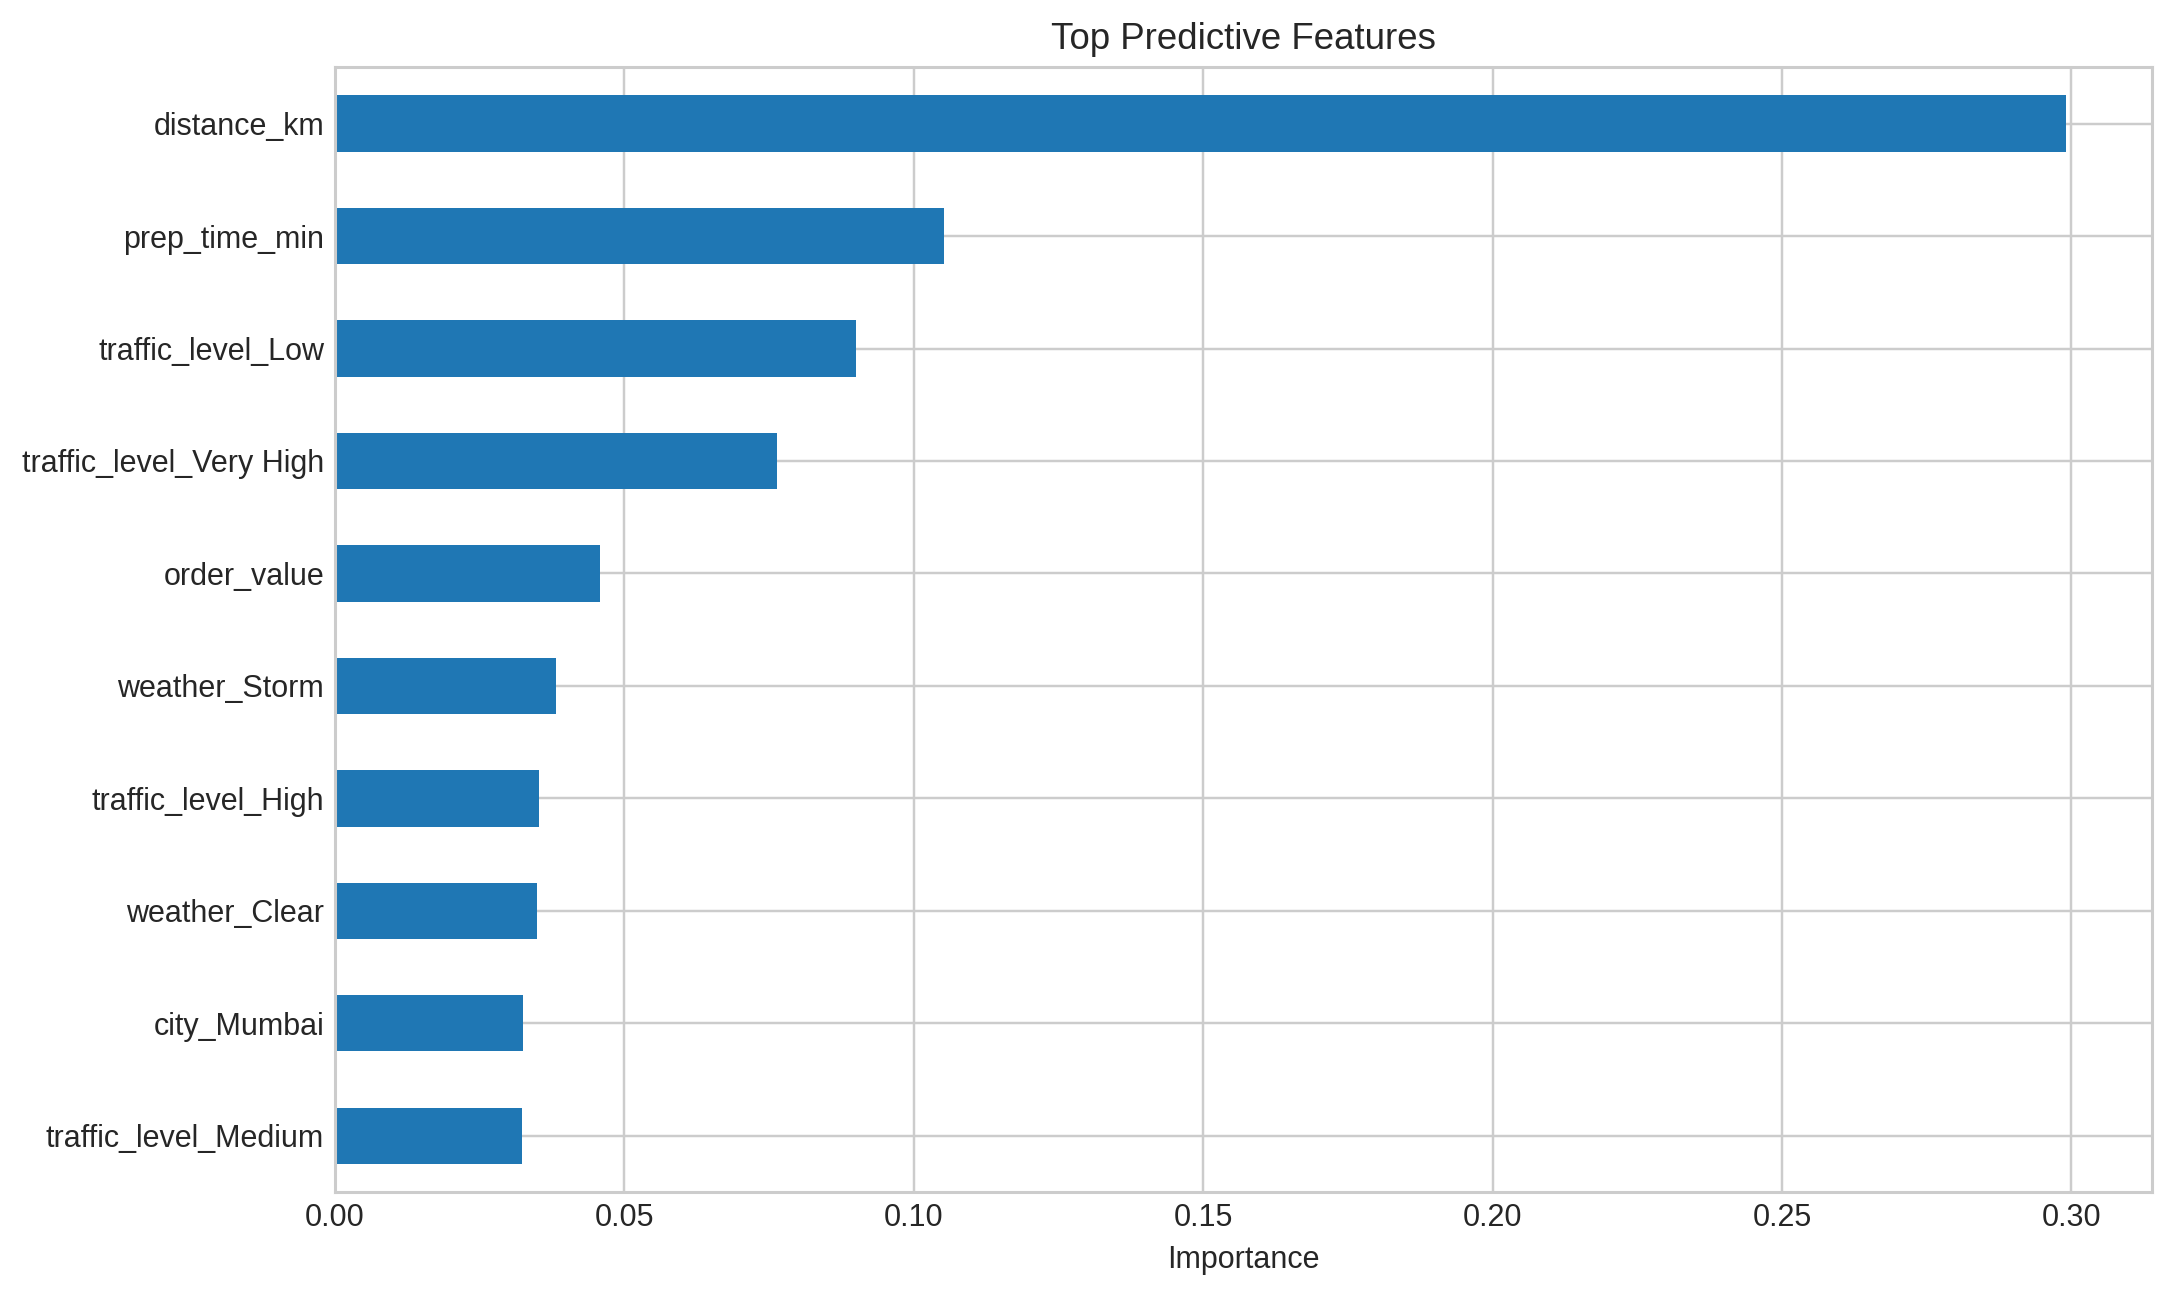 Top Predictive Features
distance_km
prep_time_min
traffic_level_Low
traffic_level_Very High
order_value
weather_Storm
traffic_level_High
weather_Clear
city_Mumbai
traffic_level_Medium
0.00 0.05 0.10 0.15 0.20 0.25 0.30
Importance